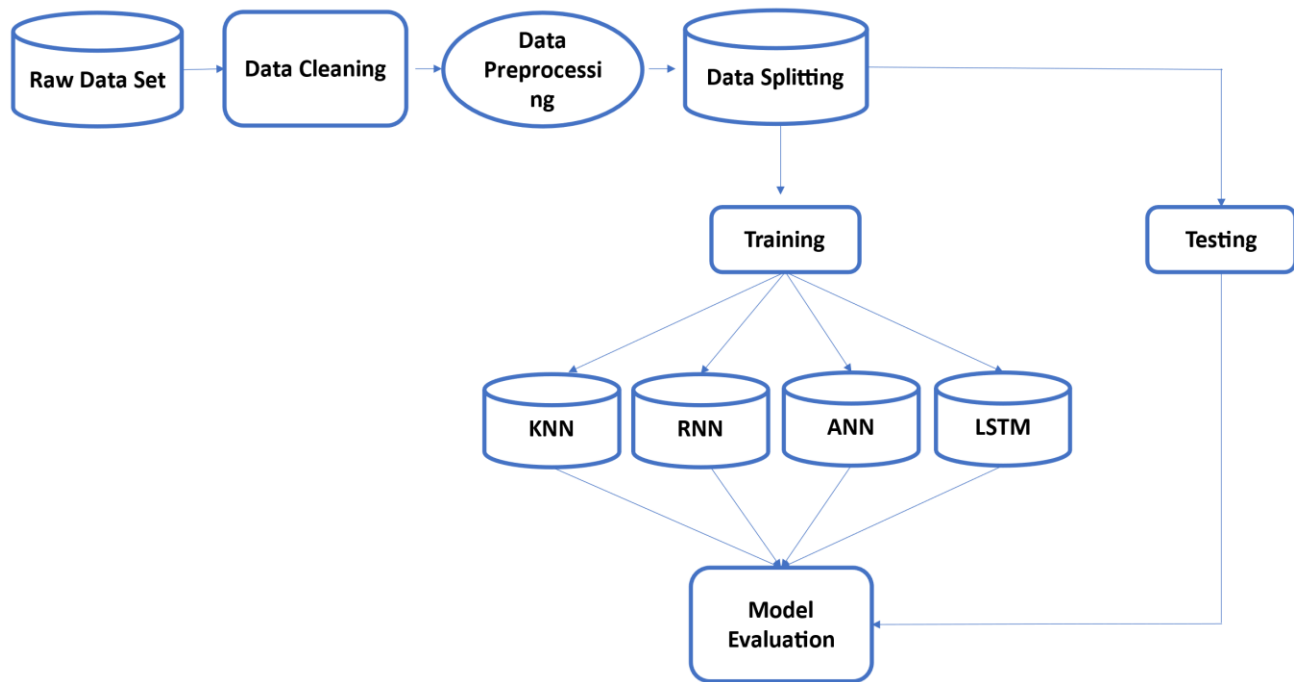 Raw Data Set
Data Cleaning
Data
Preprocessi
ng
Data Splitting
Training
Testing
KNN
RNN
ANN
LSTM
Model
Evaluation